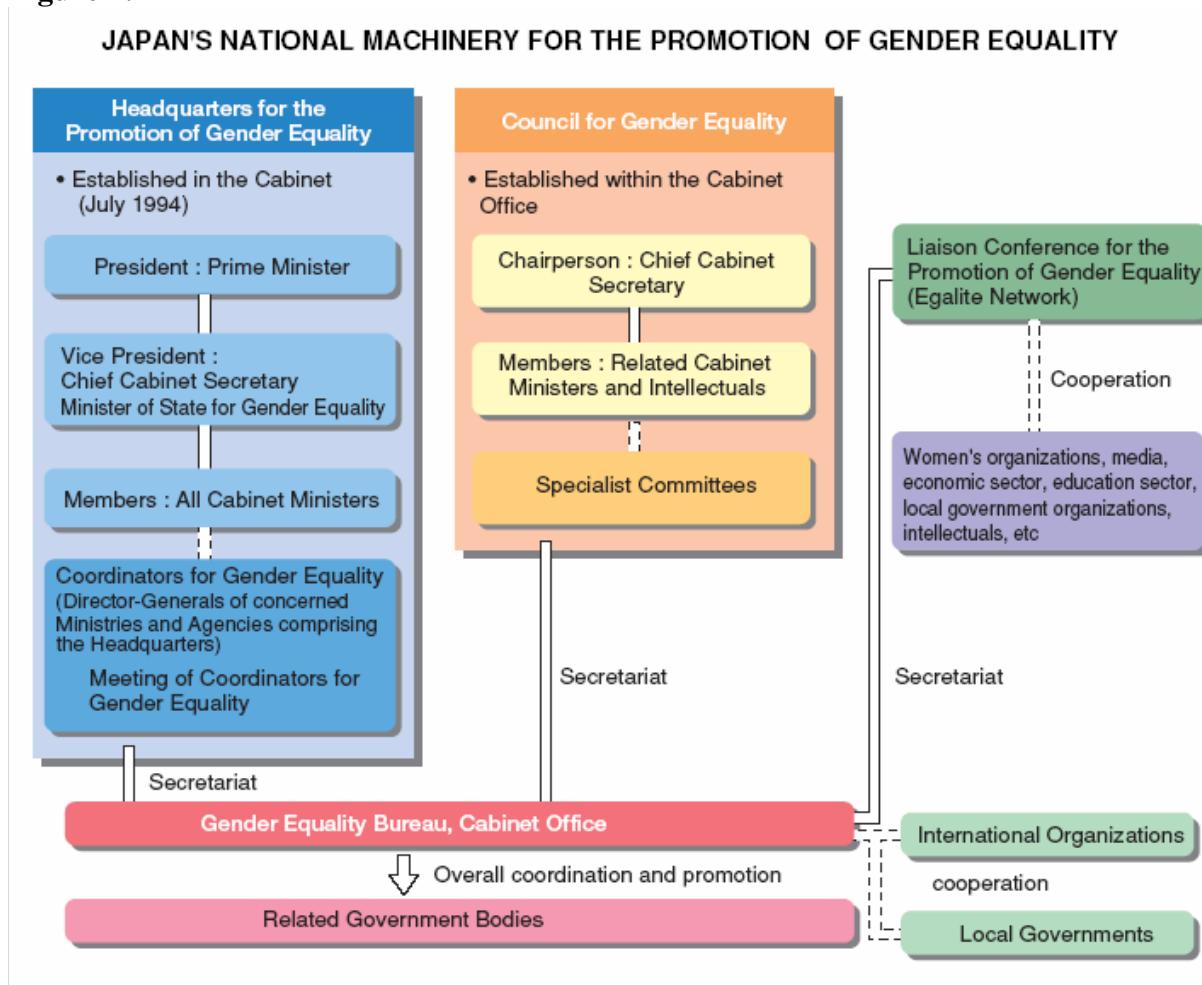 JAPAN'S NATIONAL MACHINERY FOR THE PROMOTION OF GENDER EQUALITY
Headquarters for the
Promotion of Gender Equality
• Established in the Cabinet
(July 1994)
President : Prime Minister
Vice President :
Chief Cabinet Secretary
Minister of State for Gender Equality
Members : All Cabinet Ministers
Coordinators for Gender Equality
(Director-Generals of concerned
Ministries and Agencies comprising
the Headquarters)
Meeting of Coordinators for
Gender Equality
Secretariat
Council for Gender Equality
• Established within the Cabinet
Office
Chairperson : Chief Cabinet
Secretary
Members : Related Cabinet
Ministers and Intellectuals
Specialist Committees
Secretariat
Liaison Conference for the
Promotion of Gender Equality
(Egalite Network)
Cooperation
Women's organizations, media,
economic sector, education sector,
local government organizations,
intellectuals, etc
Secretariat
Gender Equality Bureau, Cabinet Office
Overall coordination and promotion
Related Government Bodies
International Organizations
cooperation
Local Governments